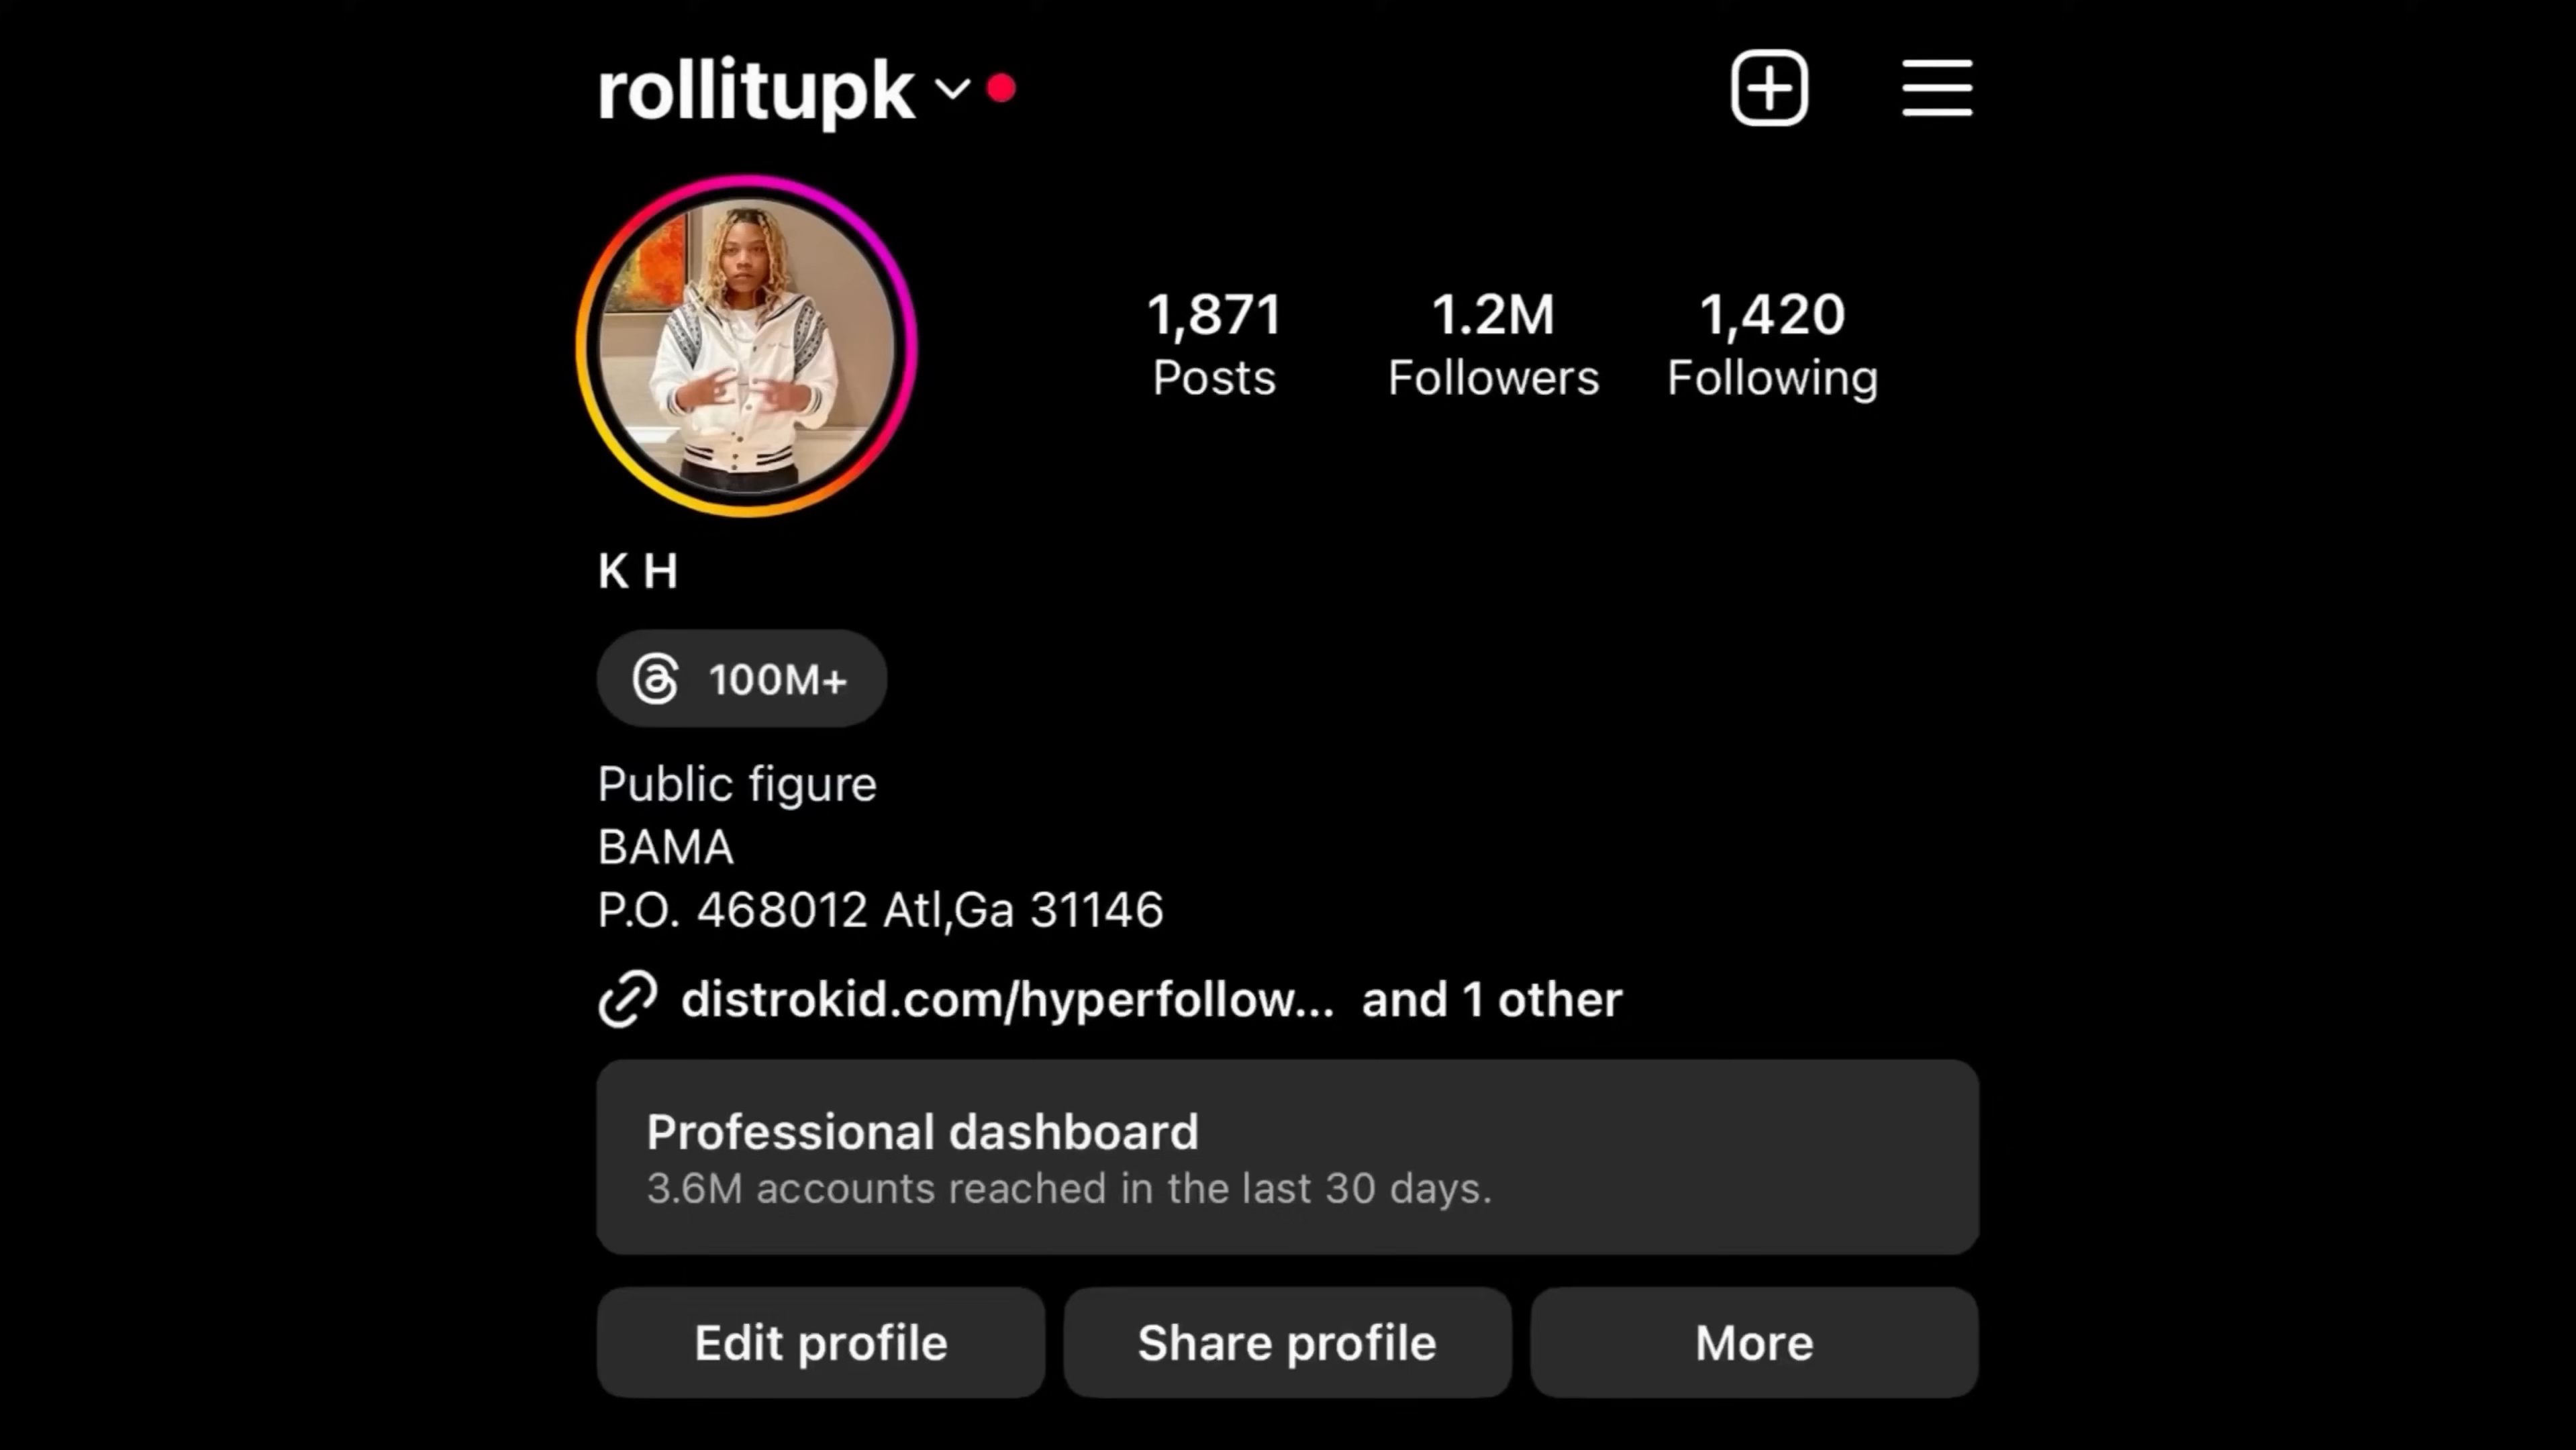 rollitupk
1,871
Posts
1.2M
Followers
1,420
Following
K H
100M+
Public figure
BAMA
P.O. 468012 Atl,Ga 31146
distrokid.com/hyperfollow... and 1 other
Professional dashboard
3.6M accounts reached in the last 30 days.
Edit profile
Share profile
More